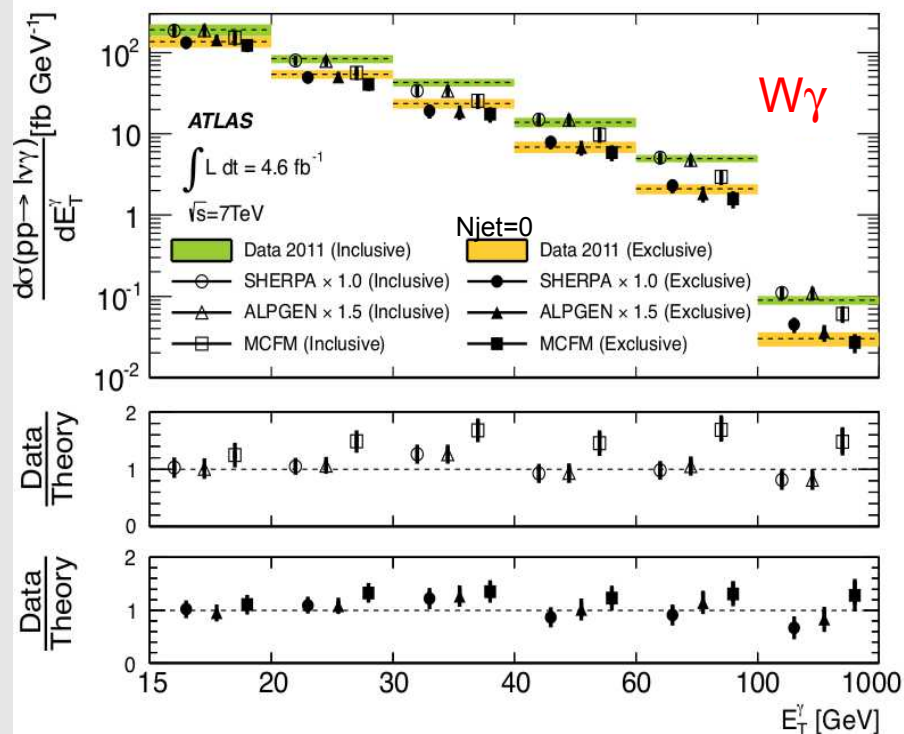 dσ(pp→ lνγ)
dE_T^γ
[fb GeV⁻¹]
10²
10
1
10⁻¹
10⁻²
Wγ
ATLAS
∫ L dt = 4.6 fb⁻¹
√s=7TeV
Njet=0
Data 2011 (Inclusive)
Data 2011 (Exclusive)
SHERPA × 1.0 (Inclusive)
SHERPA × 1.0 (Exclusive)
ALPGEN × 1.5 (Inclusive)
ALPGEN × 1.5 (Exclusive)
MCFM (Inclusive)
MCFM (Exclusive)
Data
Theory
2
1
0
Data
Theory
2
1
0
15 20 30 40 60 100 1000
E_T^γ [GeV]